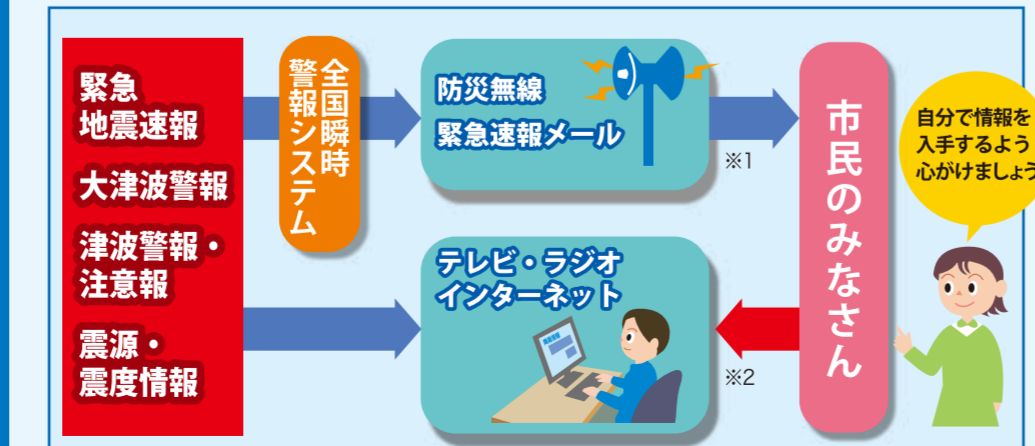 緊急
地震速報
大津波警報
津波警報・
注意報
震源・
震度情報
全国瞬時
警報システム
防災無線
緊急速報メール
※1
テレビ・ラジオ
インターネット
※2
市民のみなさん
自分で情報を
入手するよう
心がけましょう